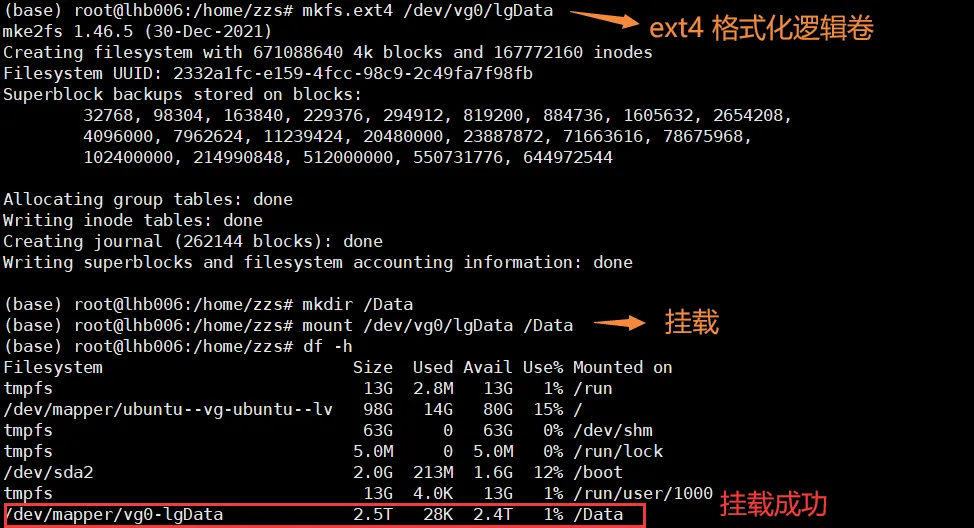 (base) root@lhb006:/home/zzs# mkfs.ext4 /dev/vg0/lgData
ext4 格式化逻辑卷
mke2fs 1.46.5 (30-Dec-2021)
Creating filesystem with 671088640 4k blocks and 167772160 inodes
Filesystem UUID: 2332a1fc-e159-4fcc-98c9-2c49fa7f98fb
Superblock backups stored on blocks:
32768, 98304, 163840, 229376, 294912, 819200, 884736, 1605632, 2654208,
4096000, 7962624, 11239424, 20480000, 23887872, 71663616, 78675968,
102400000, 214990848, 512000000, 550731776, 644972544
Allocating group tables: done
Writing inode tables: done
Creating journal (262144 blocks): done
Writing superblocks and filesystem accounting information: done
(base) root@lhb006:/home/zzs# mkdir /Data
(base) root@lhb006:/home/zzs# mount /dev/vg0/lgData /Data
挂载
(base) root@lhb006:/home/zzs# df -h
Filesystem Size Used Avail Use% Mounted on
tmpfs 13G 2.8M 13G 1% /run
/dev/mapper/ubuntu--vg-ubuntu--lv 98G 14G 80G 15% /
tmpfs 63G 0 63G 0% /dev/shm
tmpfs 5.0M 0 5.0M 0% /run/lock
/dev/sda2 2.0G 213M 1.6G 12% /boot
tmpfs 13G 4.0K 13G 1% /run/user/1000
挂载成功
/dev/mapper/vg0-lgData 2.5T 28K 2.4T 1% /Data